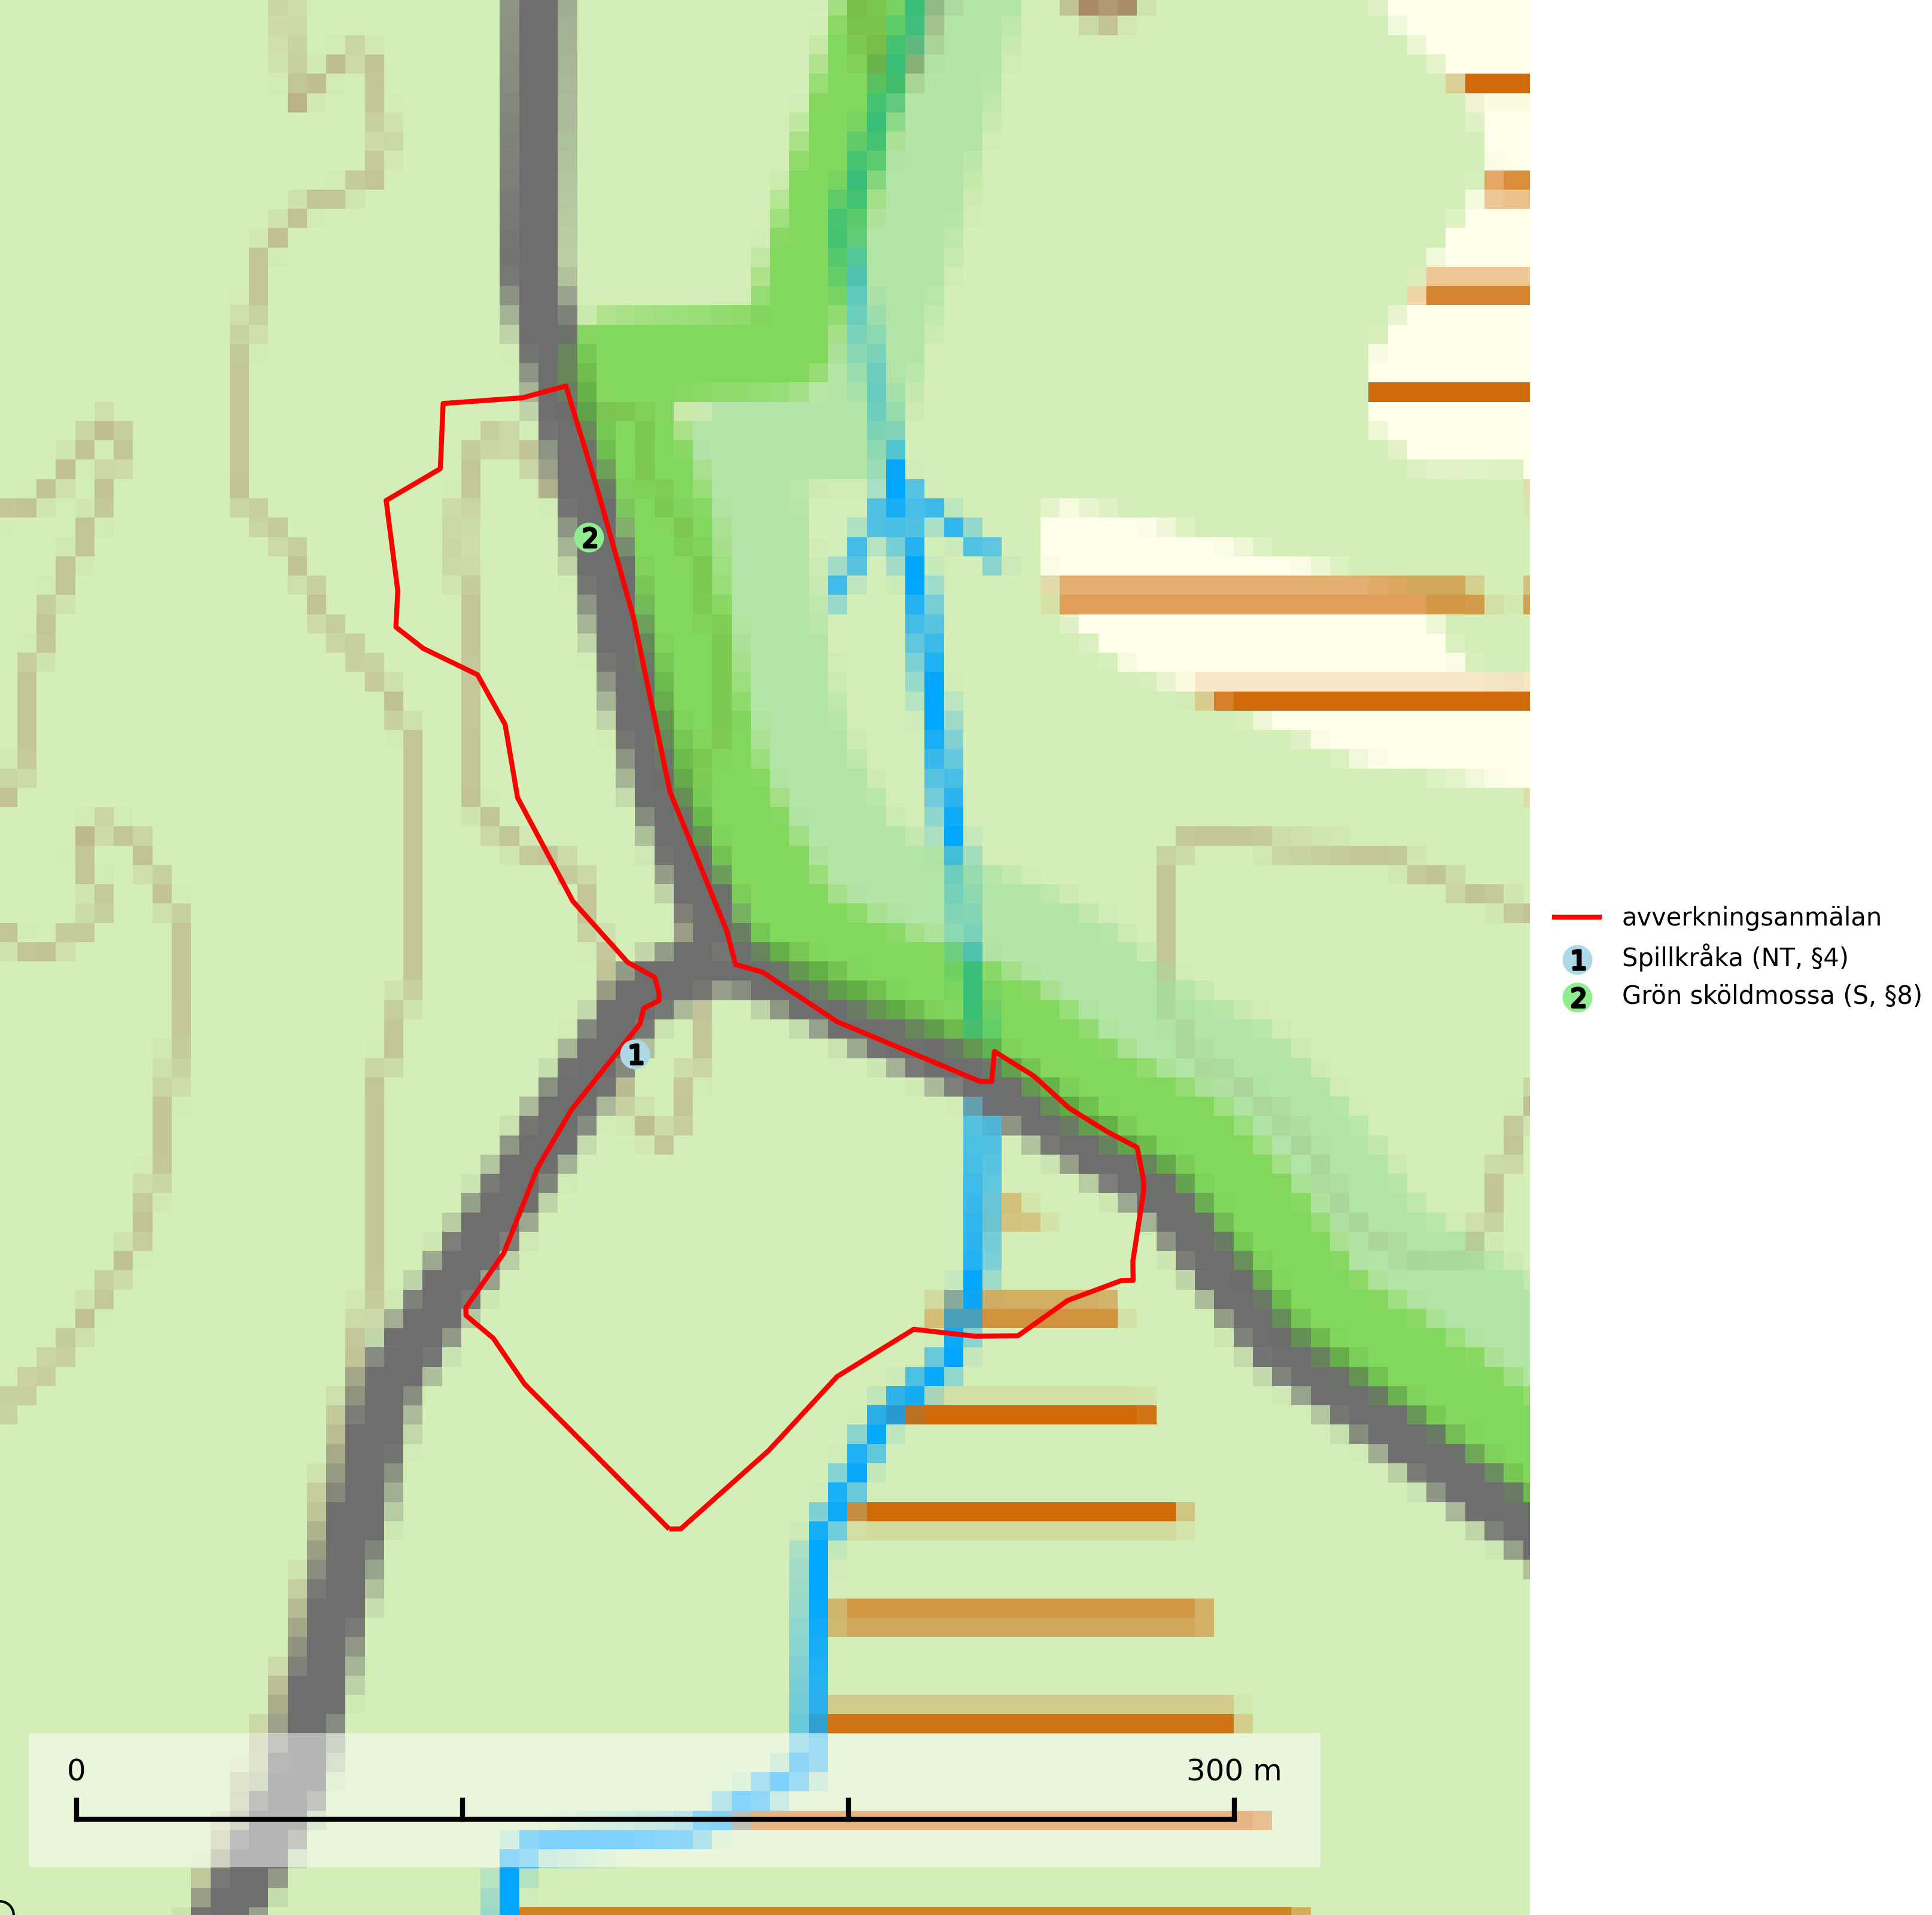 2
avverkningsanmälan
1 Spillkråka (NT, §4)
2 Grön sköldmossa (S, §8)
1
0 300 m